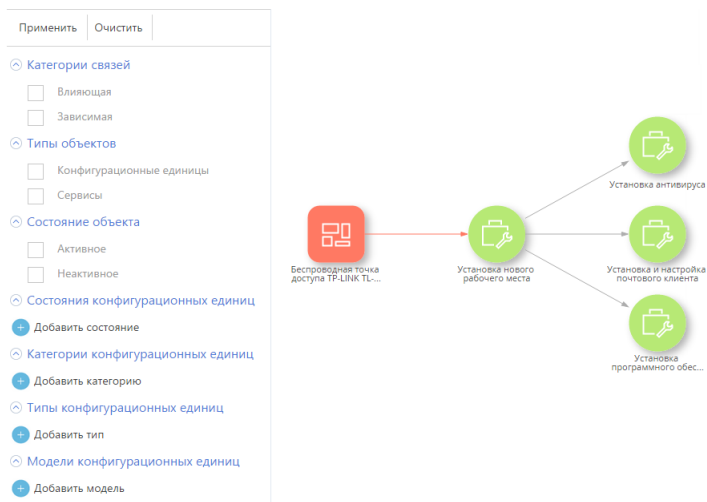 Применить
Очистить
Категории связей
Влияющая
Зависимая
Типы объектов
Конфигурационные единицы
Сервисы
Состояние объекта
Активное
Неактивное
Состояния конфигурационных единиц
Добавить состояние
Категории конфигурационных единиц
Добавить категорию
Типы конфигурационных единиц
Добавить тип
Модели конфигурационных единиц
Добавить модель
Беспроводная точка
доступа TP-LINK TL-...
Установка нового
рабочего места
Установка антивируса
Установка и настройка
почтового клиента
Установка
программного обес...